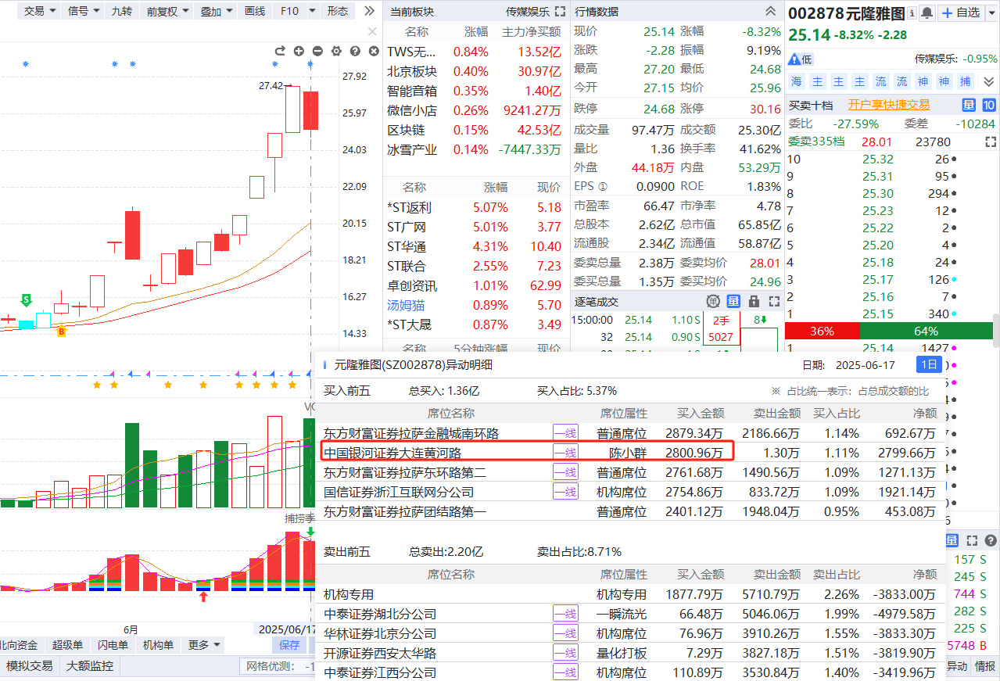 交易 信号 九转 前复权 叠加 画线 F10 形态
27.92
27.42
25.97
24.03
22.09
20.15
18.21
16.27
14.33
S
B
VO
捕捞季
6月 2025/06/17
北向资金 超级单 闪电单 机构单 更多 保存
模拟交易 大额监控 网格优测: -1
当前板块 传媒娱乐
名称 涨幅 主力净买额
TWS无... 0.84% 13.52亿
北京板块 0.40% 30.97亿
智能音箱 0.35% 1.40亿
微信小店 0.26% 9241.27万
区块链 0.15% 42.53亿
冰雪产业 0.14% -7447.33万
名称 涨幅 现价
*ST返利 5.07% 5.18
ST广网 5.01% 3.77
ST华通 4.31% 10.40
ST联合 2.55% 7.23
卓创资讯 1.01% 62.99
汤姆猫 0.89% 5.70
*ST大晟 0.87% 3.49
名称 5分钟涨幅 现价
行情数据
现价 25.14 涨幅 -8.32%
涨跌 -2.28 振幅 9.19%
最高 27.20 最低 24.68
今开 27.15 均价 25.96
跌停 24.68 涨停 30.16
成交量 97.47万 成交额 25.30亿
量比 1.36 换手率 41.62%
外盘 44.18万 内盘 53.29万
EPS ① 0.0900 ROE 1.83%
市盈率 66.47 市净率 4.78
总股本 2.62亿 总市值 65.85亿
流通股 2.34亿 流通值 58.87亿
委卖总量 2.38万 委卖均价 28.01
委买总量 1.35万 委买均价 24.96
逐笔成交 单 量
15:00:00 25.14 1.10S 2手 8
32 25.14 0.90S 5027
002878元隆雅图 自选
25.14 -8.32% -2.28
低 传媒娱乐: -0.95%
海 主 主 主 流 流 神 神 捕
买卖十档 开户享快捷交易 量 10
委比 -27.59% 委差 -10284
委卖335档 28.01 23780
10 25.32 26
9 25.31 95
8 25.30 294
7 25.23 12
6 25.22 2
5 25.20 4
4 25.18 24
3 25.17 126
2 25.16 7
1 25.15 340
36% 64%
1 25.14 1427
元隆雅图(SZ002878)异动明细 日期: 2025-06-17 1日
买入前五 总买入: 1.36亿 买入占比: 5.37% ※ 占比统一表示：占总成交额的比
席位名称 席位属性 买入金额 卖出金额 买入占比 净额
东方财富证券拉萨金融城南环路 一线 普通席位 2879.34万 2186.66万 1.14% 692.67万
中国银河证券大连黄河路 一线 陈小群 2800.96万 1.30万 1.11% 2799.66万
东方财富证券拉萨东环路第二 一线 普通席位 2761.68万 1490.56万 1.09% 1271.13万
国信证券浙江互联网分公司 一线 机构席位 2754.86万 833.72万 1.09% 1921.14万
东方财富证券拉萨团结路第一 普通席位 2401.12万 1948.04万 0.95% 453.08万
卖出前五 总卖出:2.20亿 卖出占比:8.71%
席位名称 席位属性 买入金额 卖出金额 卖出占比 净额
机构专用 机构专用 1877.79万 5710.79万 2.26% -3833.00万
中泰证券湖北分公司 一线 一瞬流光 66.48万 5046.06万 1.99% -4979.58万
华林证券北京分公司 一线 机构席位 76.96万 3910.26万 1.55% -3833.30万
开源证券西安太华路 一线 量化打板 7.29万 3827.18万 1.51% -3819.90万
中泰证券江西分公司 一线 机构席位 110.89万 3530.84万 1.40% -3419.96万
量
157 S
245 S
744 S
282 S
225 S
5748 B
异动 情报